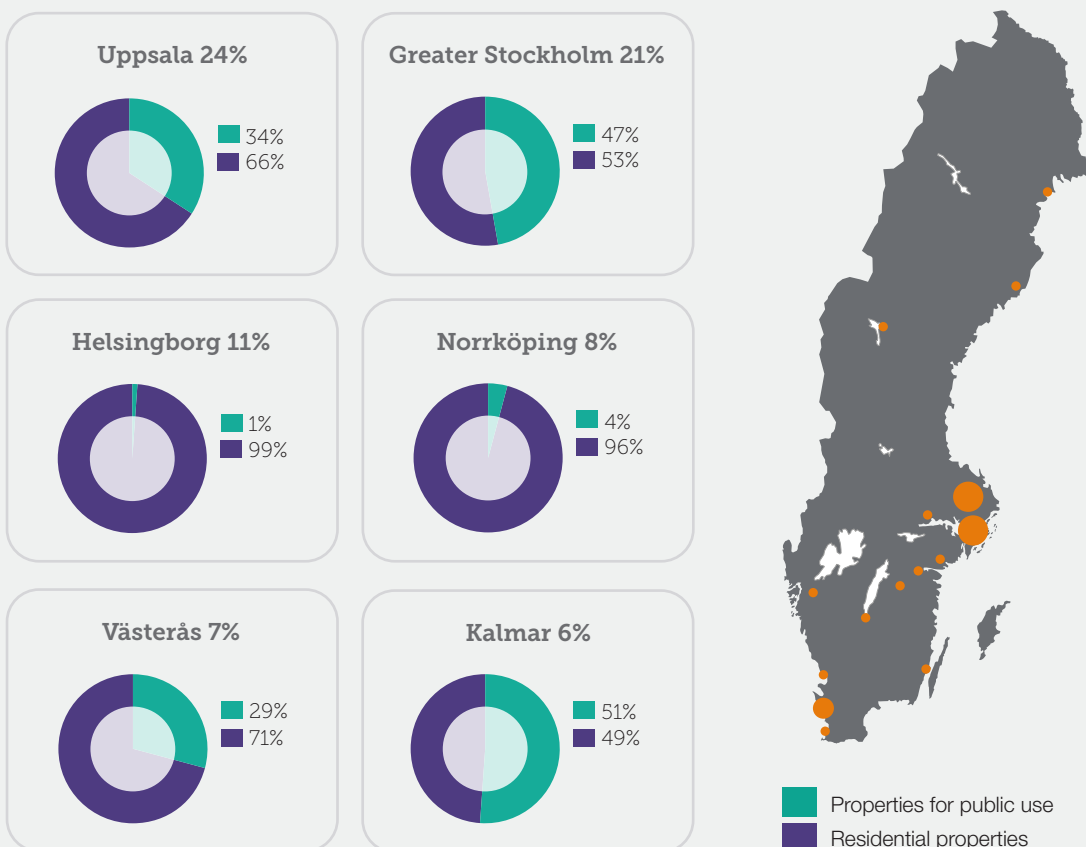 Uppsala 24%
34%
66%
Greater Stockholm 21%
47%
53%
Helsingborg 11%
1%
99%
Norrköping 8%
4%
96%
Västerås 7%
29%
71%
Kalmar 6%
51%
49%
Properties for public use
Residential properties